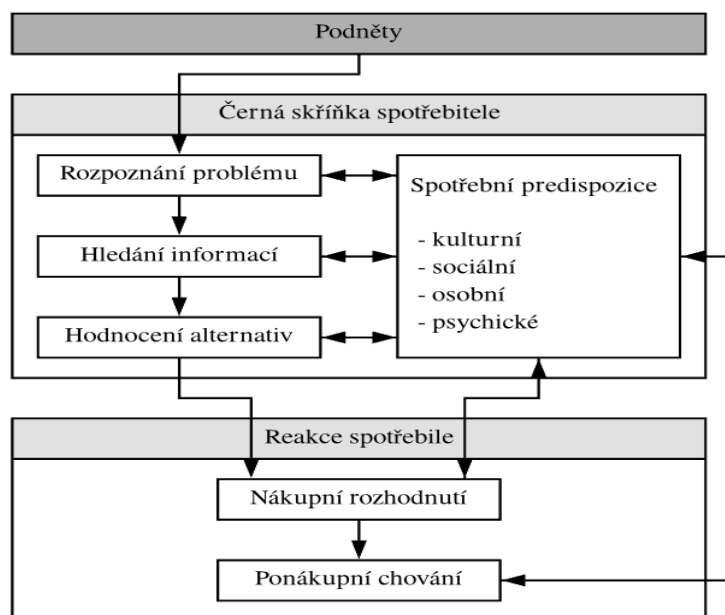 Podněty
Černá skříňka spotřebitele
Rozpoznání problému
Hledání informací
Hodnocení alternativ
Spotřební predispozice
- kulturní
- sociální
- osobní
- psychické
Reakce spotřebile
Nákupní rozhodnutí
Ponákupní chování